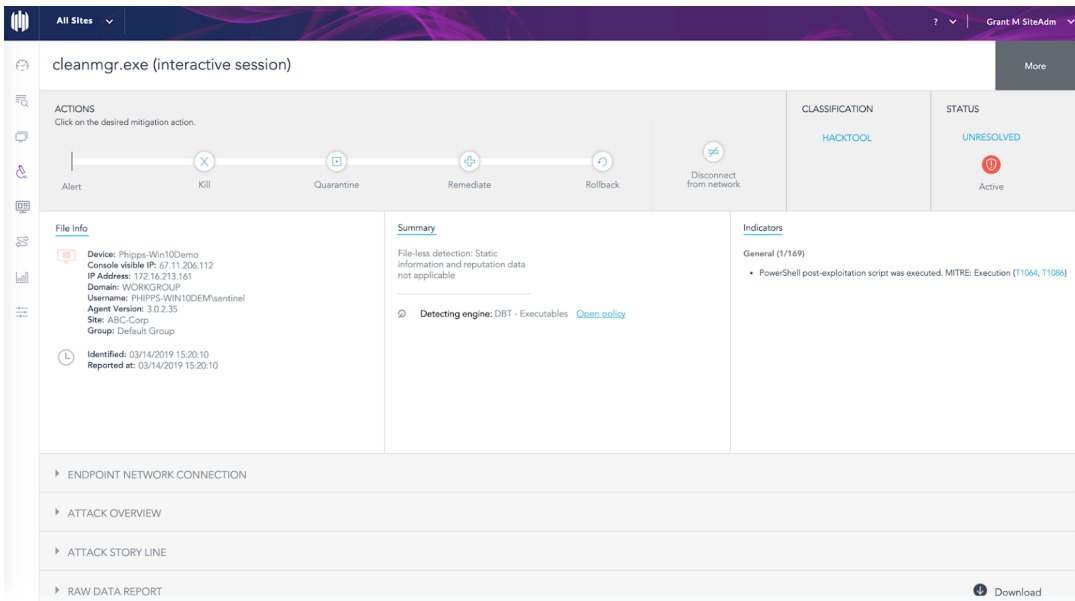 All Sites
?
Grant M SiteAdm
cleanmgr.exe (interactive session)
More
ACTIONS
Click on the desired mitigation action.
Alert
Kill
Quarantine
Remediate
Rollback
Disconnect
from network
CLASSIFICATION
HACKTOOL
STATUS
UNRESOLVED
Active
File Info
Device: Phipps-Win10Demo
Console visible IP: 67.11.206.112
IP Address: 172.16.213.161
Domain: WORKGROUP
Username: PHIPPS-WIN10DEM\sentinel
Agent Version: 3.0.2.35
Site: ABC-Corp
Group: Default Group
Identified: 03/14/2019 15:20:10
Reported at: 03/14/2019 15:20:10
Summary
File-less detection: Static
information and reputation data
not applicable
Detecting engine: DBT - Executables Open policy
Indicators
General (1/169)
• PowerShell post-exploitation script was executed. MITRE: Execution {T1064, T1086}
ENDPOINT NETWORK CONNECTION
ATTACK OVERVIEW
ATTACK STORY LINE
RAW DATA REPORT
Download